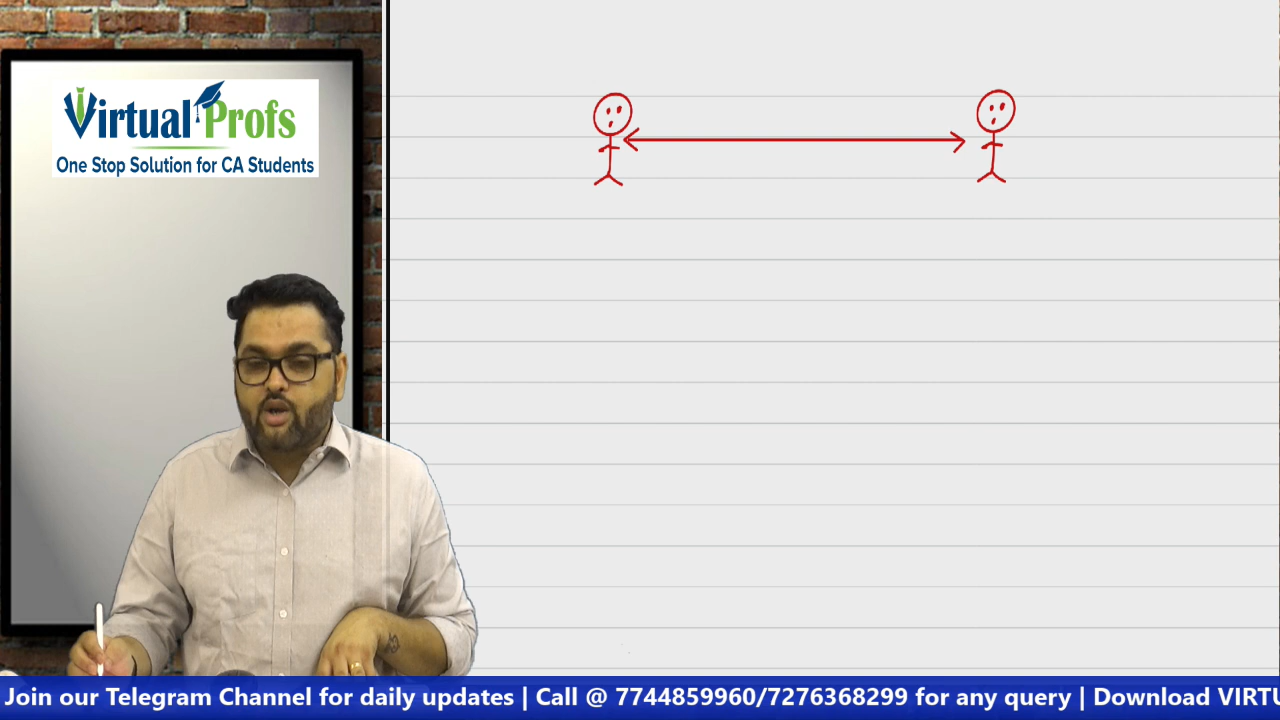 Virtual Profs
One Stop Solution for CA Students
Join our Telegram Channel for daily updates | Call @ 7744859960/7276368299 for any query | Download VIRTU